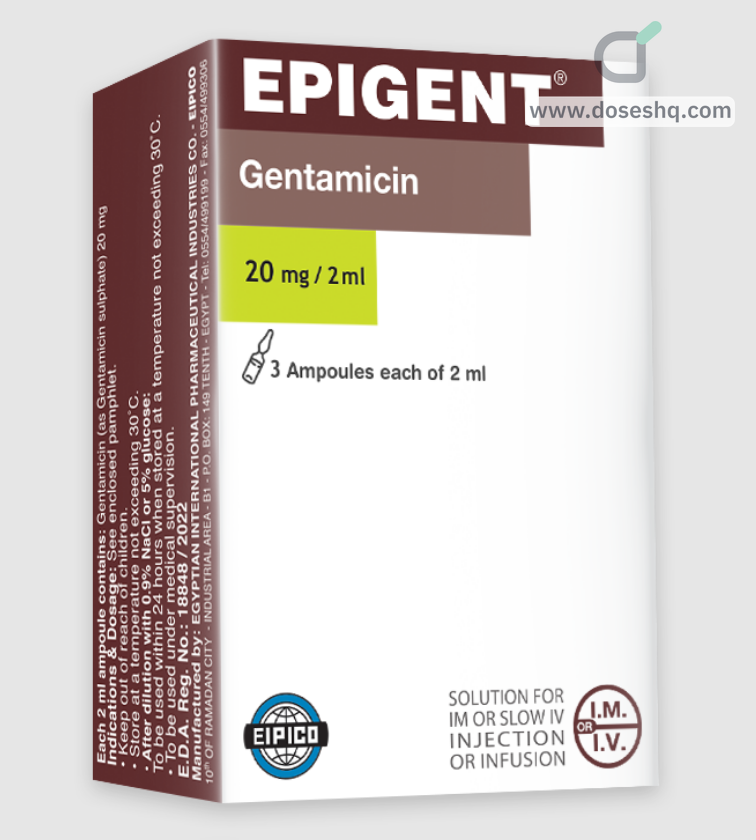 www.doseshq.com
EPIGENT®
Gentamicin
20 mg / 2ml
3 Ampoules each of 2 ml
EIPICO
SOLUTION FOR
IM OR SLOW IV
INJECTION
OR INFUSION
I.M.
OR
I.V.
Each 2 ml ampoule contains: Gentamicin (as Gentamicin sulphate) 20 mg
Indications & Dosage: See enclosed pamphlet.
• Keep out of reach of children.
• Store at a temperature not exceeding 30°C.
• After dilution with 0.9% NaCl or 5% glucose:
To be used within 24 hours when stored at a temperature not exceeding 30°C.
• To be used under medical supervision.
E.D.A. Reg. No.: 18848 / 2022
Manufactured by: EGYPTIAN INTERNATIONAL PHARMACEUTICAL INDUSTRIES CO. - EIPICO
10th OF RAMADAN CITY - INDUSTRIAL AREA - B1 - P.O. BOX: 149 TENTH - EGYPT - Tel: 0554/499199 - Fax: 0554/499306